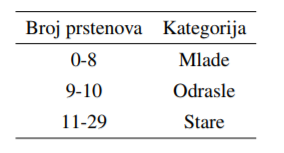 Broj prstenova Kategorija
0-8 Mlade
9-10 Odrasle
11-29 Stare